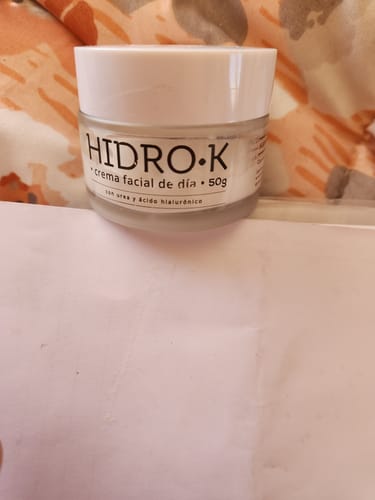 HIDRO•K
• crema facial de día • 50g
con urea y ácido hialurónico